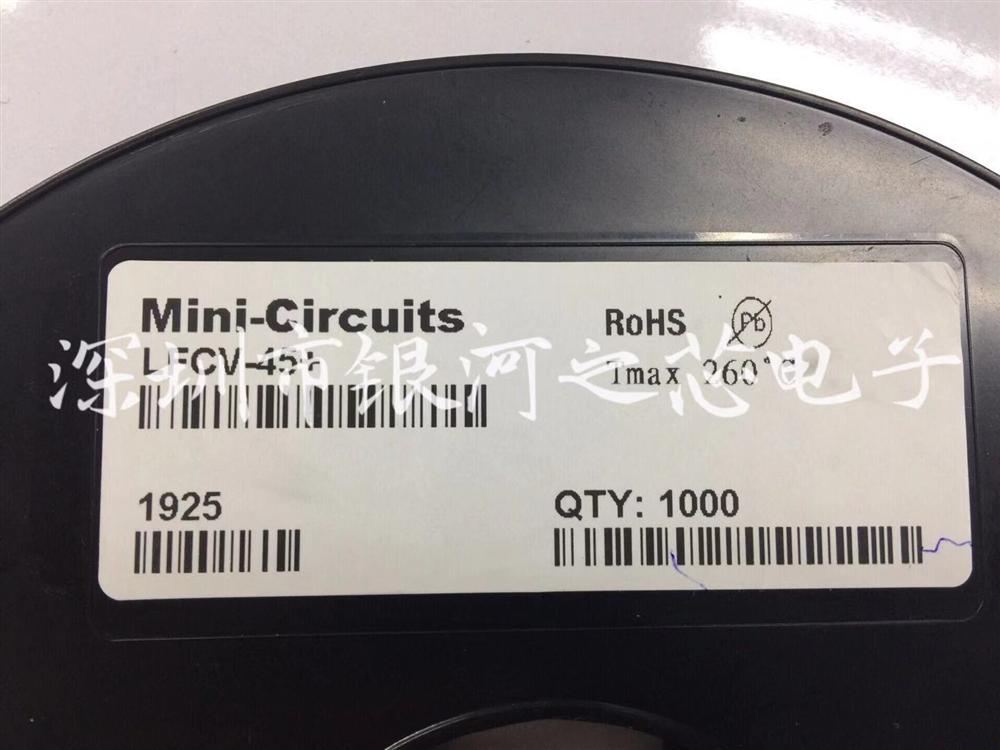 Mini-Circuits
RoHS Pb
LFCV-45+
Tmax 260°C
深圳市银河之芯电子
1925
QTY: 1000